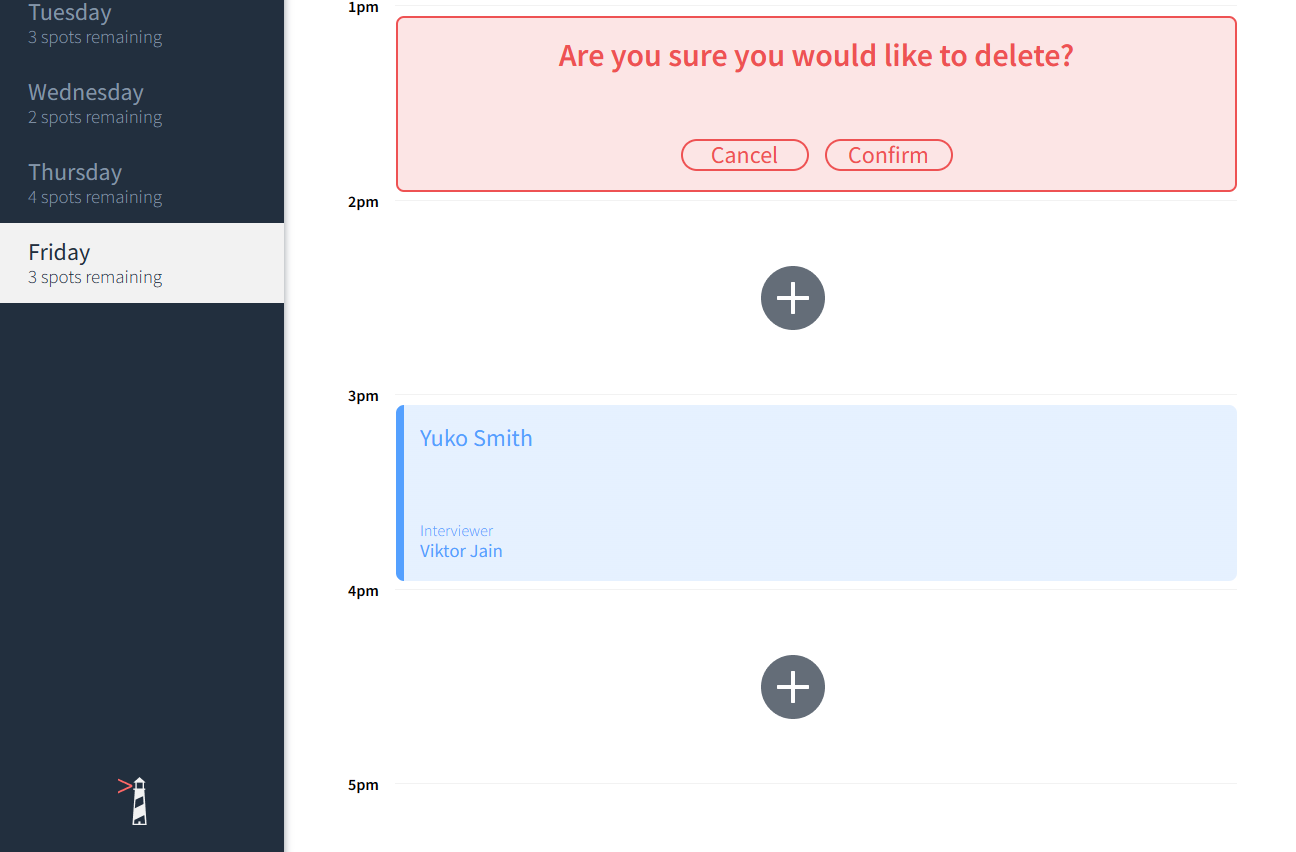 Tuesday
3 spots remaining
Wednesday
2 spots remaining
Thursday
4 spots remaining
Friday
3 spots remaining
1pm
Are you sure you would like to delete?
Cancel Confirm
2pm
3pm
Yuko Smith
Interviewer
Viktor Jain
4pm
5pm